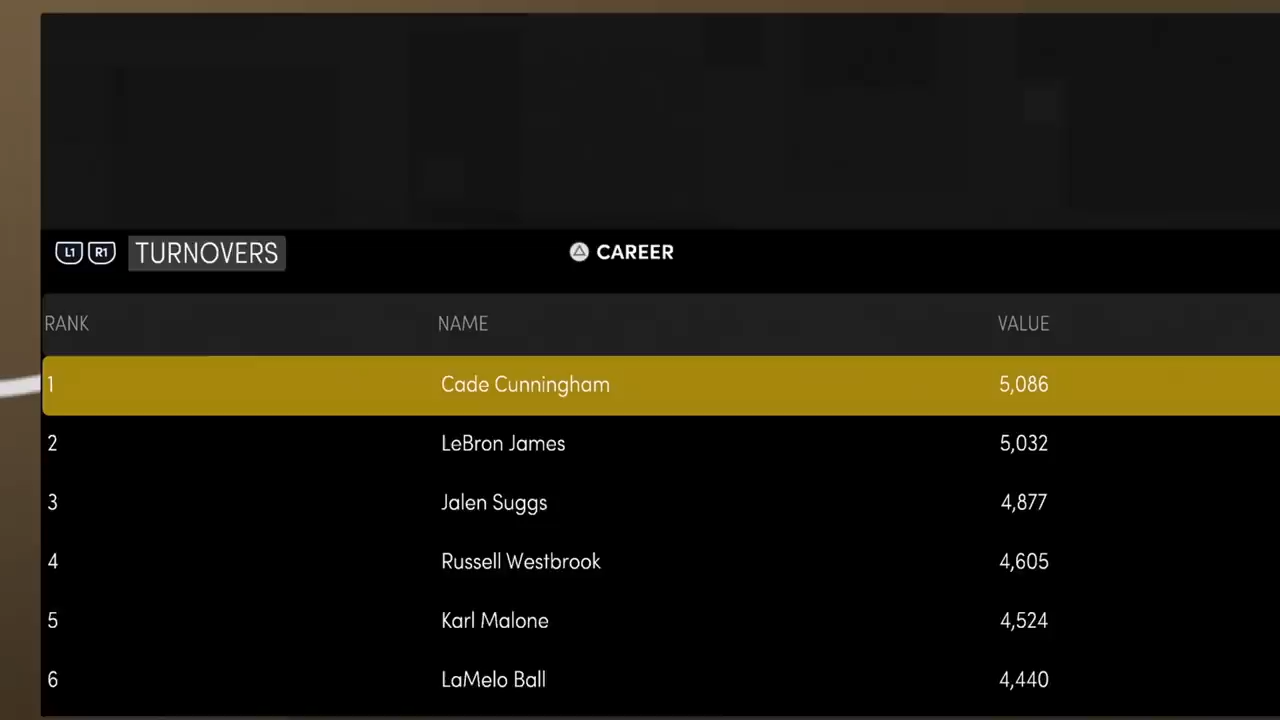 L1 R1 TURNOVERS CAREER
RANK NAME VALUE
1 Cade Cunningham 5,086
2 LeBron James 5,032
3 Jalen Suggs 4,877
4 Russell Westbrook 4,605
5 Karl Malone 4,524
6 LaMelo Ball 4,440